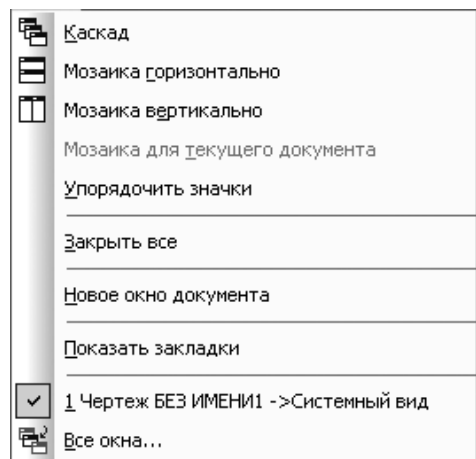 Каскад
Мозаика горизонтально
Мозаика вертикально
Мозаика для текущего документа
Упорядочить значки
Закрыть все
Новое окно документа
Показать закладки
1 Чертеж БЕЗ ИМЕНИ1 ->Системный вид
Все окна...